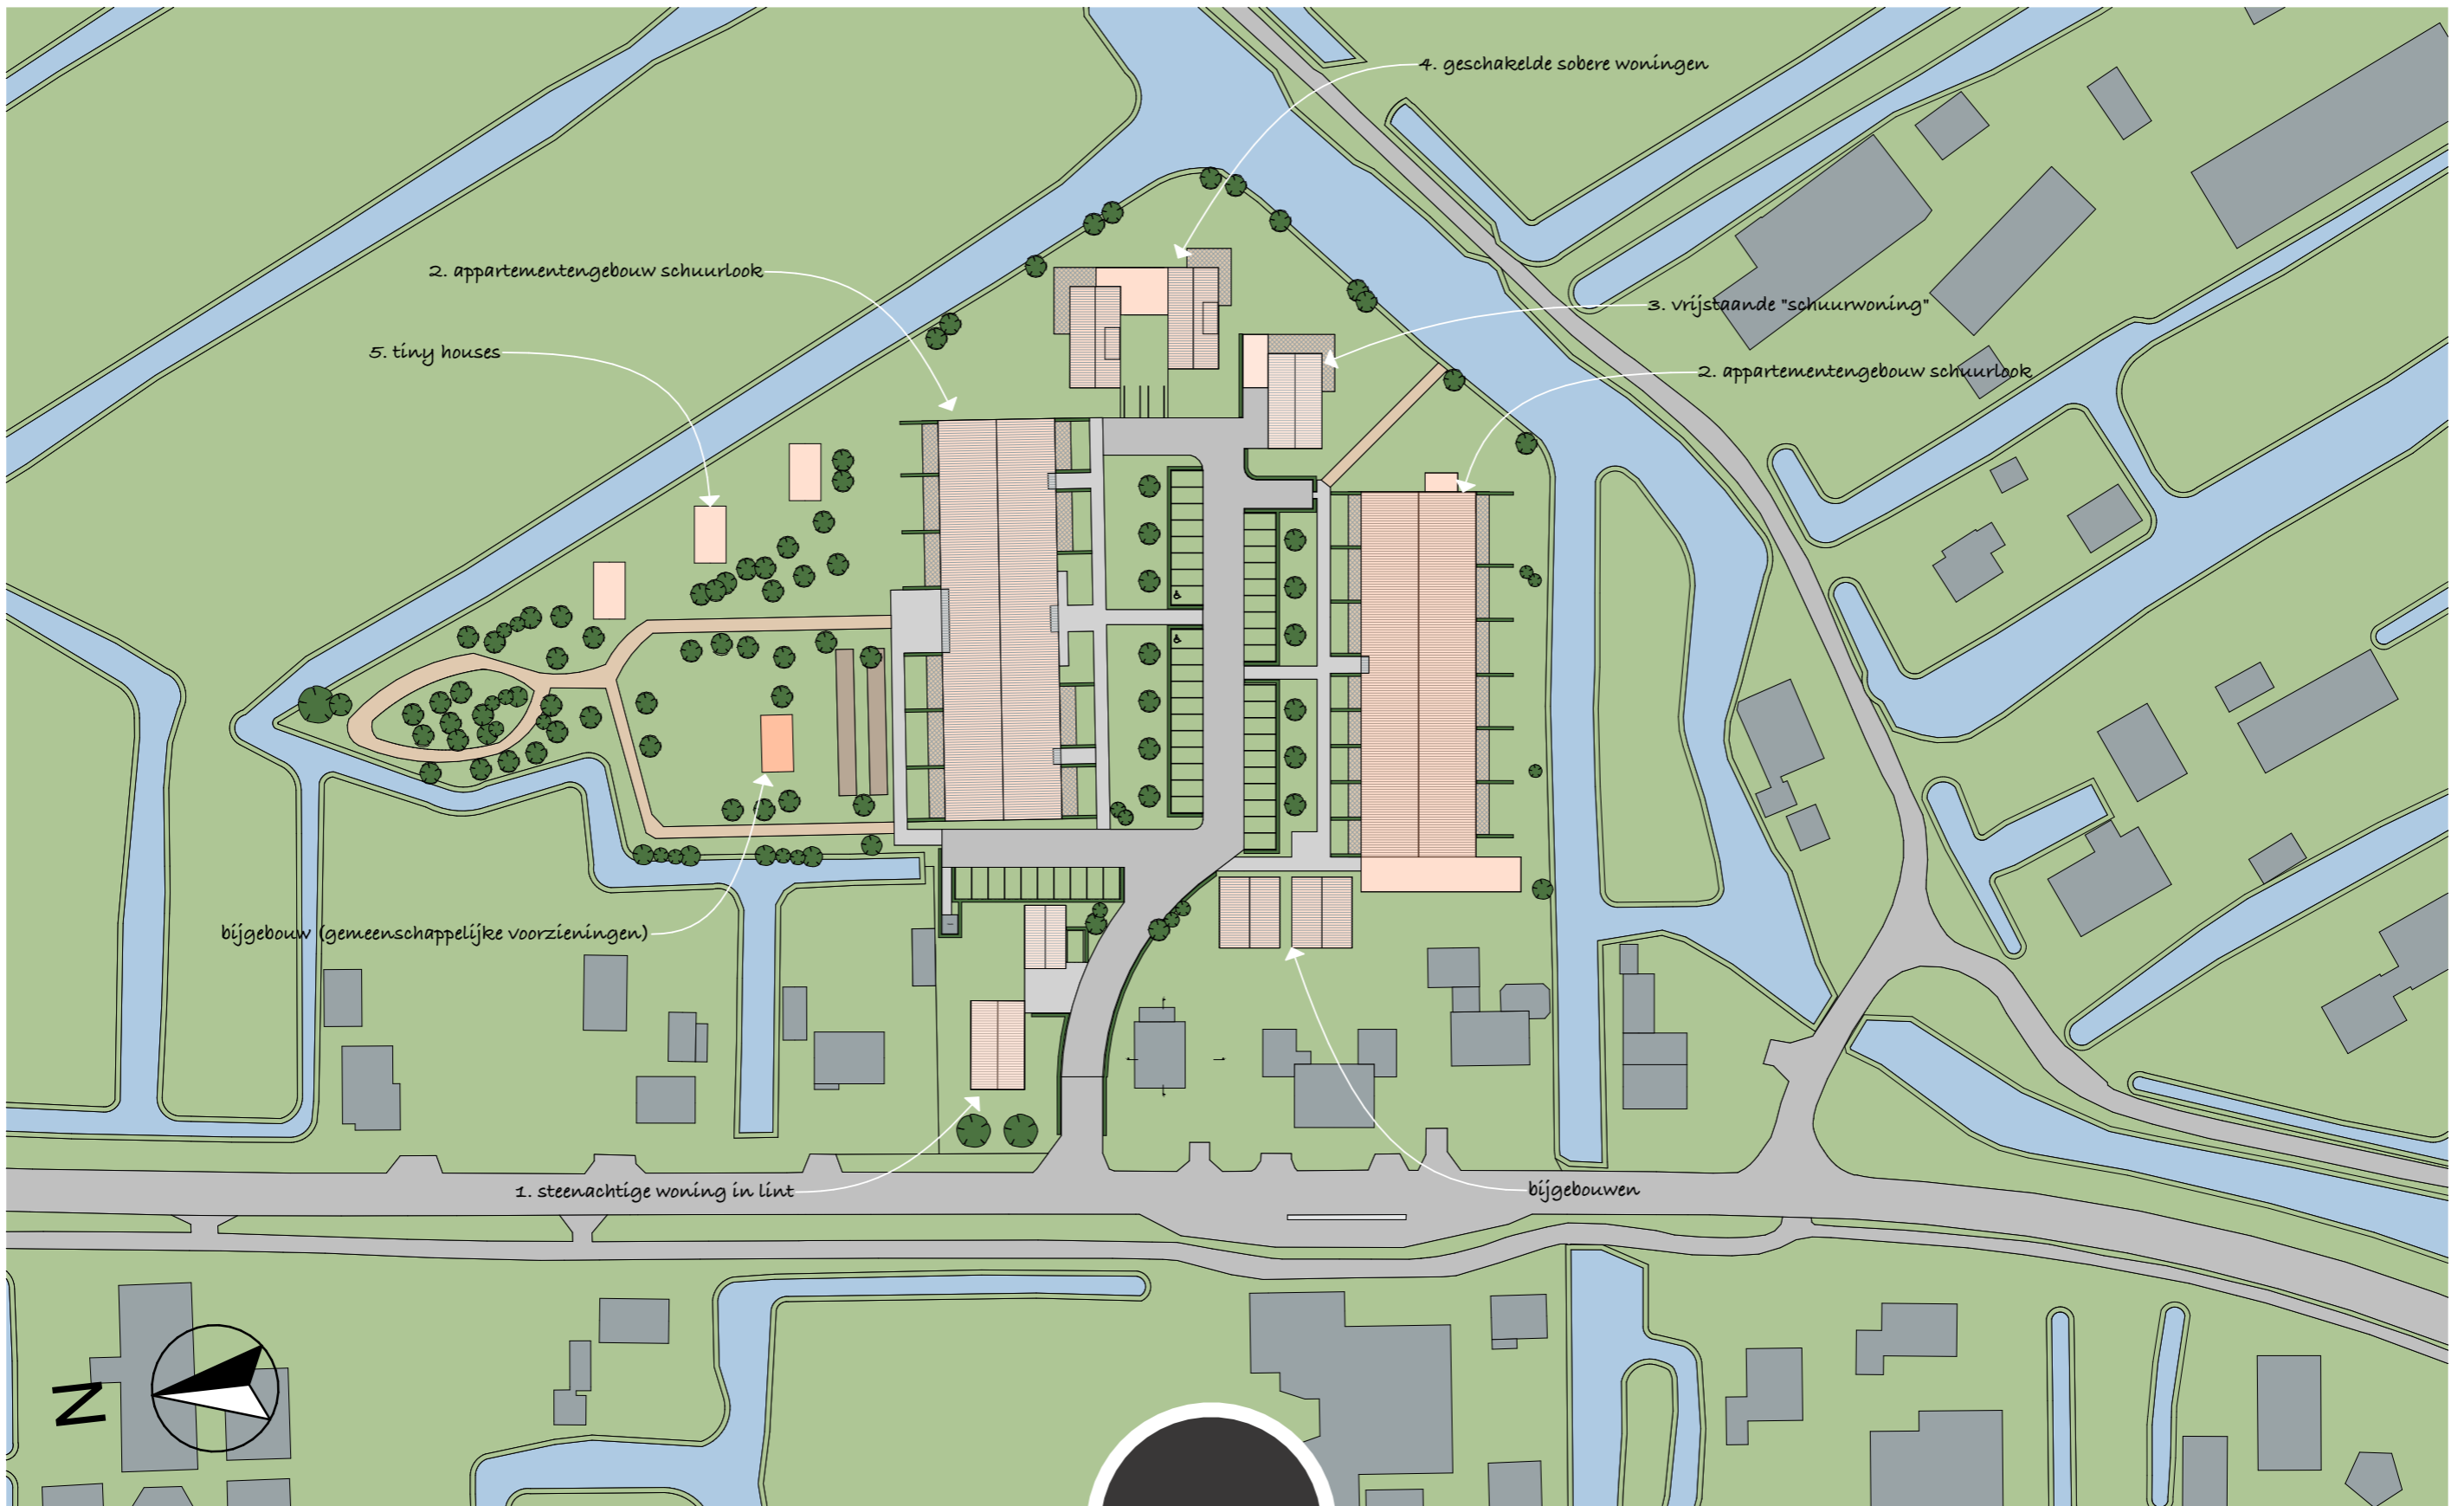 4. geschakelde sobere woningen
2. appartementengebouw schuurlook
3. vrijstaande "schuurwoning"
5. tiny houses
2. appartementengebouw schuurlook
bijgebouw (gemeenschappelijke voorzieningen)
1. steenachtige woning in lint
bijgebouwen
N